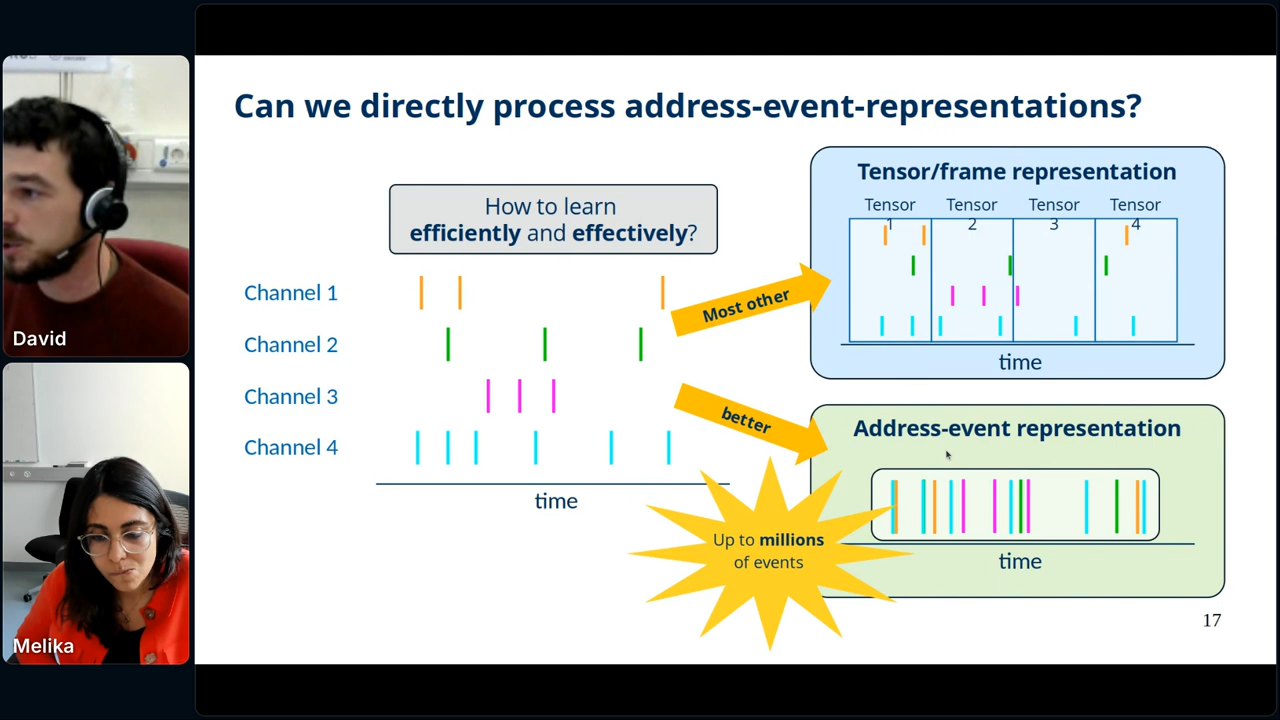 Can we directly process address-event-representations?
How to learn
efficiently and effectively?
Channel 1
Channel 2
Channel 3
Channel 4
time
Most other
better
Up to millions
of events
Tensor/frame representation
Tensor 1
Tensor 2
Tensor 3
Tensor 4
time
Address-event representation
time
17
David
Melika